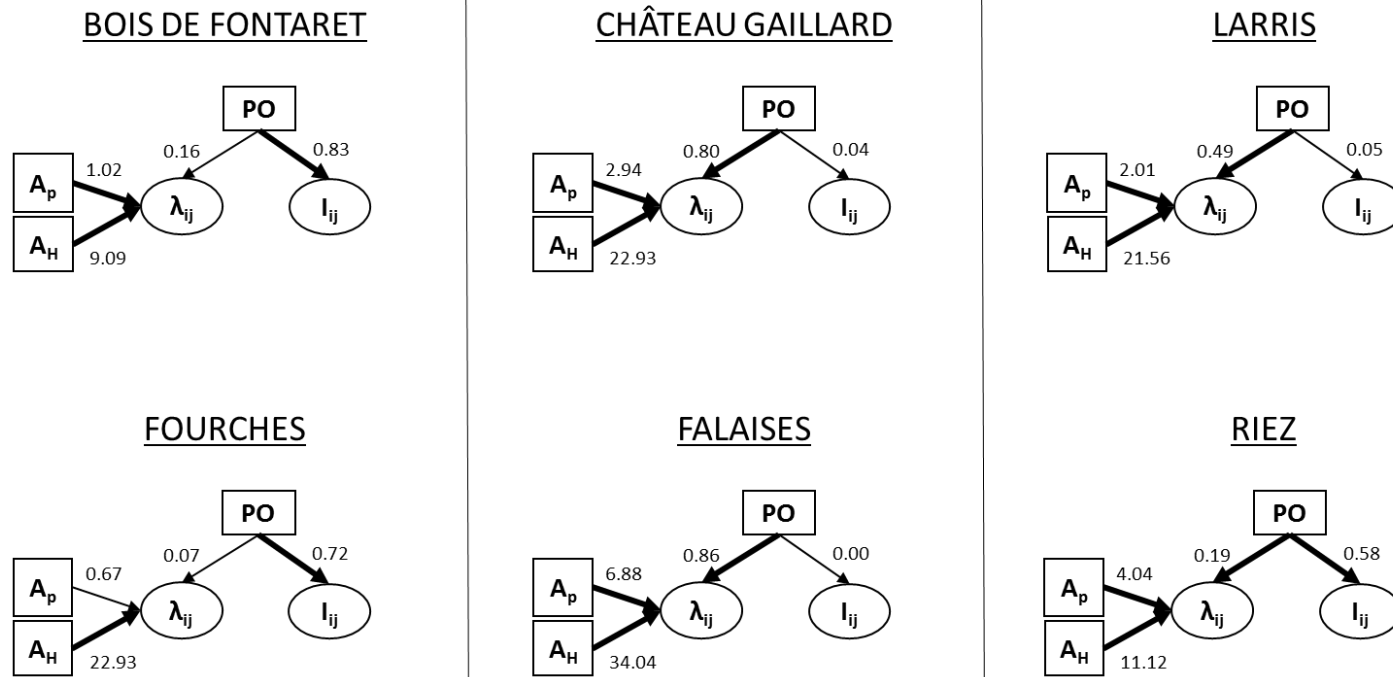 BOIS DE FONTARET
PO
0.16
0.83
1.02
Ap
λij
Iij
AH
9.09
CHÂTEAU GAILLARD
PO
0.80
0.04
2.94
Ap
λij
Iij
AH
22.93
LARRIS
PO
0.49
0.05
2.01
Ap
λij
Iij
AH
21.56
FOURCHES
PO
0.07
0.72
0.67
Ap
λij
Iij
AH
22.93
FALAISES
PO
0.86
0.00
6.88
Ap
λij
Iij
AH
34.04
RIEZ
PO
0.19
0.58
4.04
Ap
λij
Iij
AH
11.12